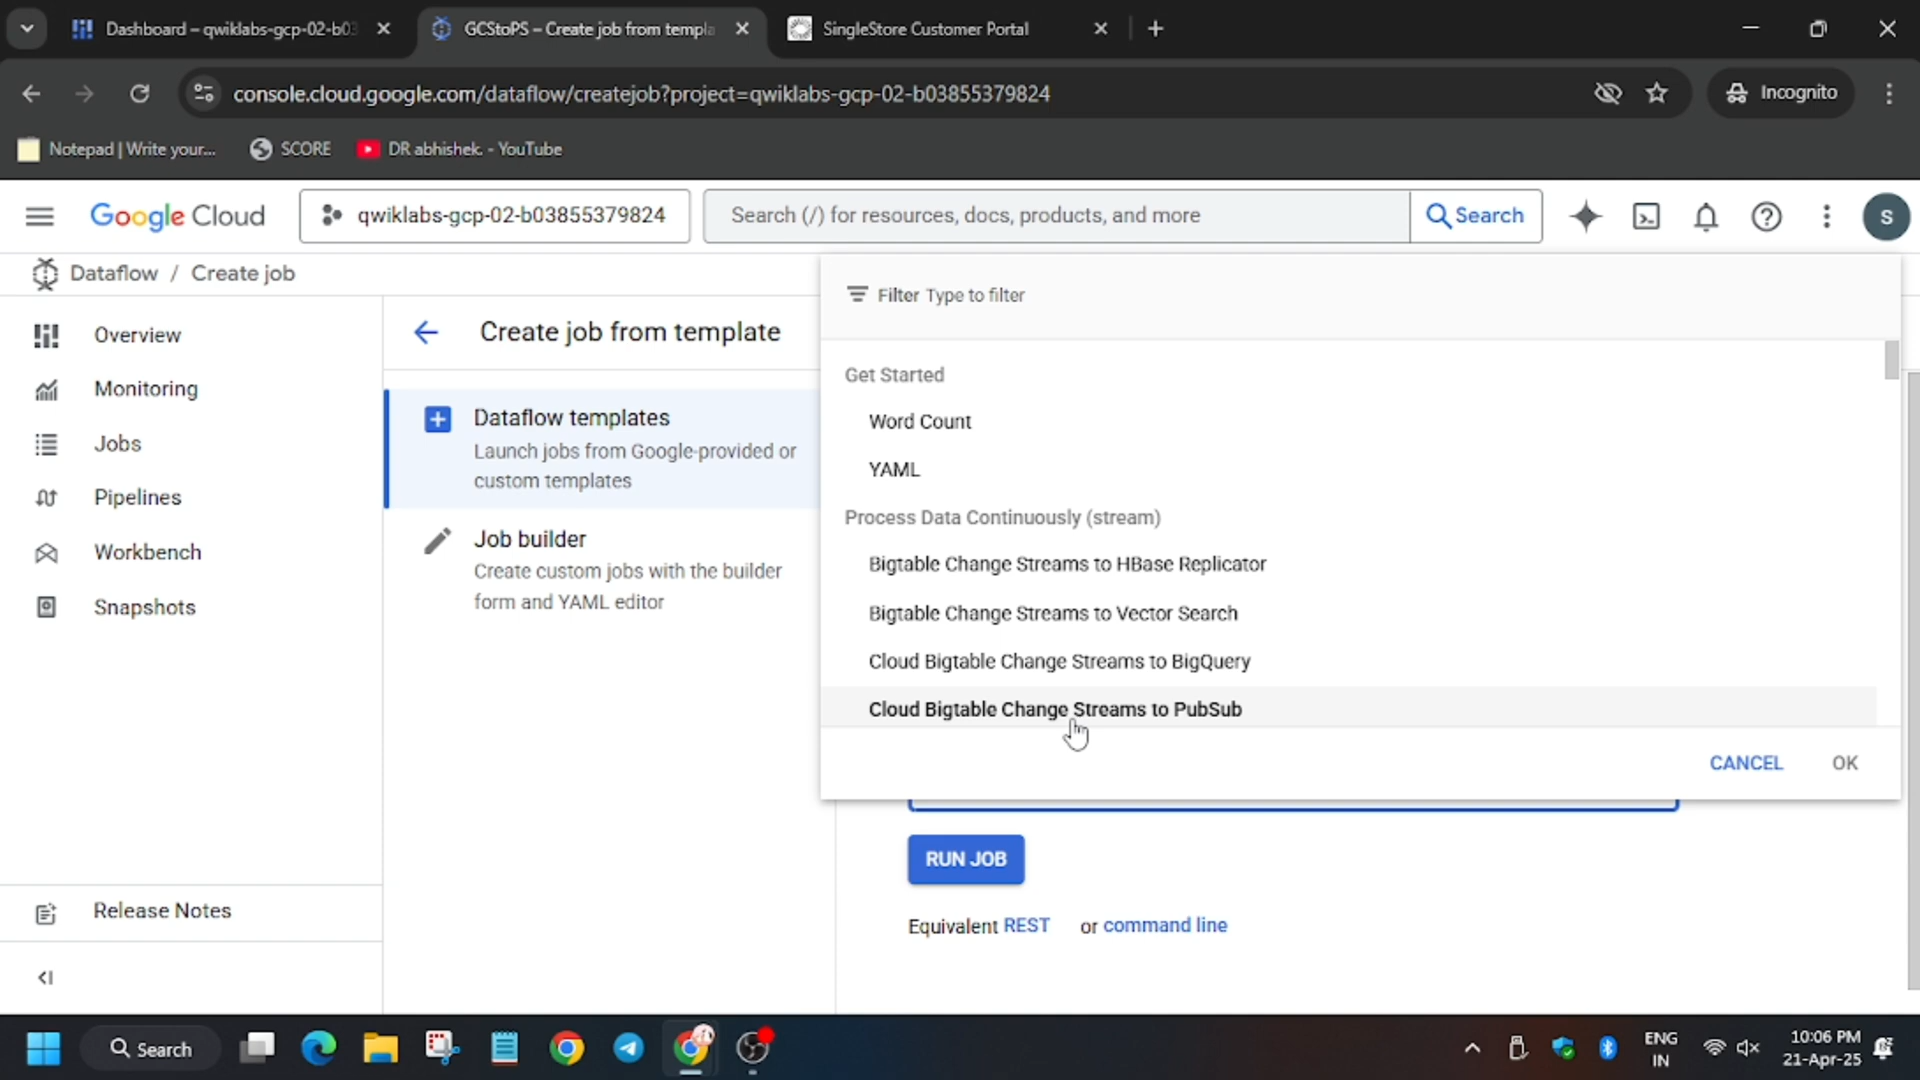 Dashboard – qwiklabs-gcp-02-b03
GCStoPS – Create job from templa
SingleStore Customer Portal
console.cloud.google.com/dataflow/createjob?project=qwiklabs-gcp-02-b03855379824
Incognito
Notepad | Write your...
SCORE
DR abhishek. - YouTube
Google Cloud
qwiklabs-gcp-02-b03855379824
Search (/) for resources, docs, products, and more
Search
S
Dataflow / Create job
Overview
Monitoring
Jobs
Pipelines
Workbench
Snapshots
Release Notes
Create job from template
Dataflow templates
Launch jobs from Google-provided or
custom templates
Job builder
Create custom jobs with the builder
form and YAML editor
Filter Type to filter
Get Started
Word Count
YAML
Process Data Continuously (stream)
Bigtable Change Streams to HBase Replicator
Bigtable Change Streams to Vector Search
Cloud Bigtable Change Streams to BigQuery
Cloud Bigtable Change Streams to PubSub
CANCEL
OK
RUN JOB
Equivalent REST or command line
Search
ENG
IN
10:06 PM
21-Apr-25